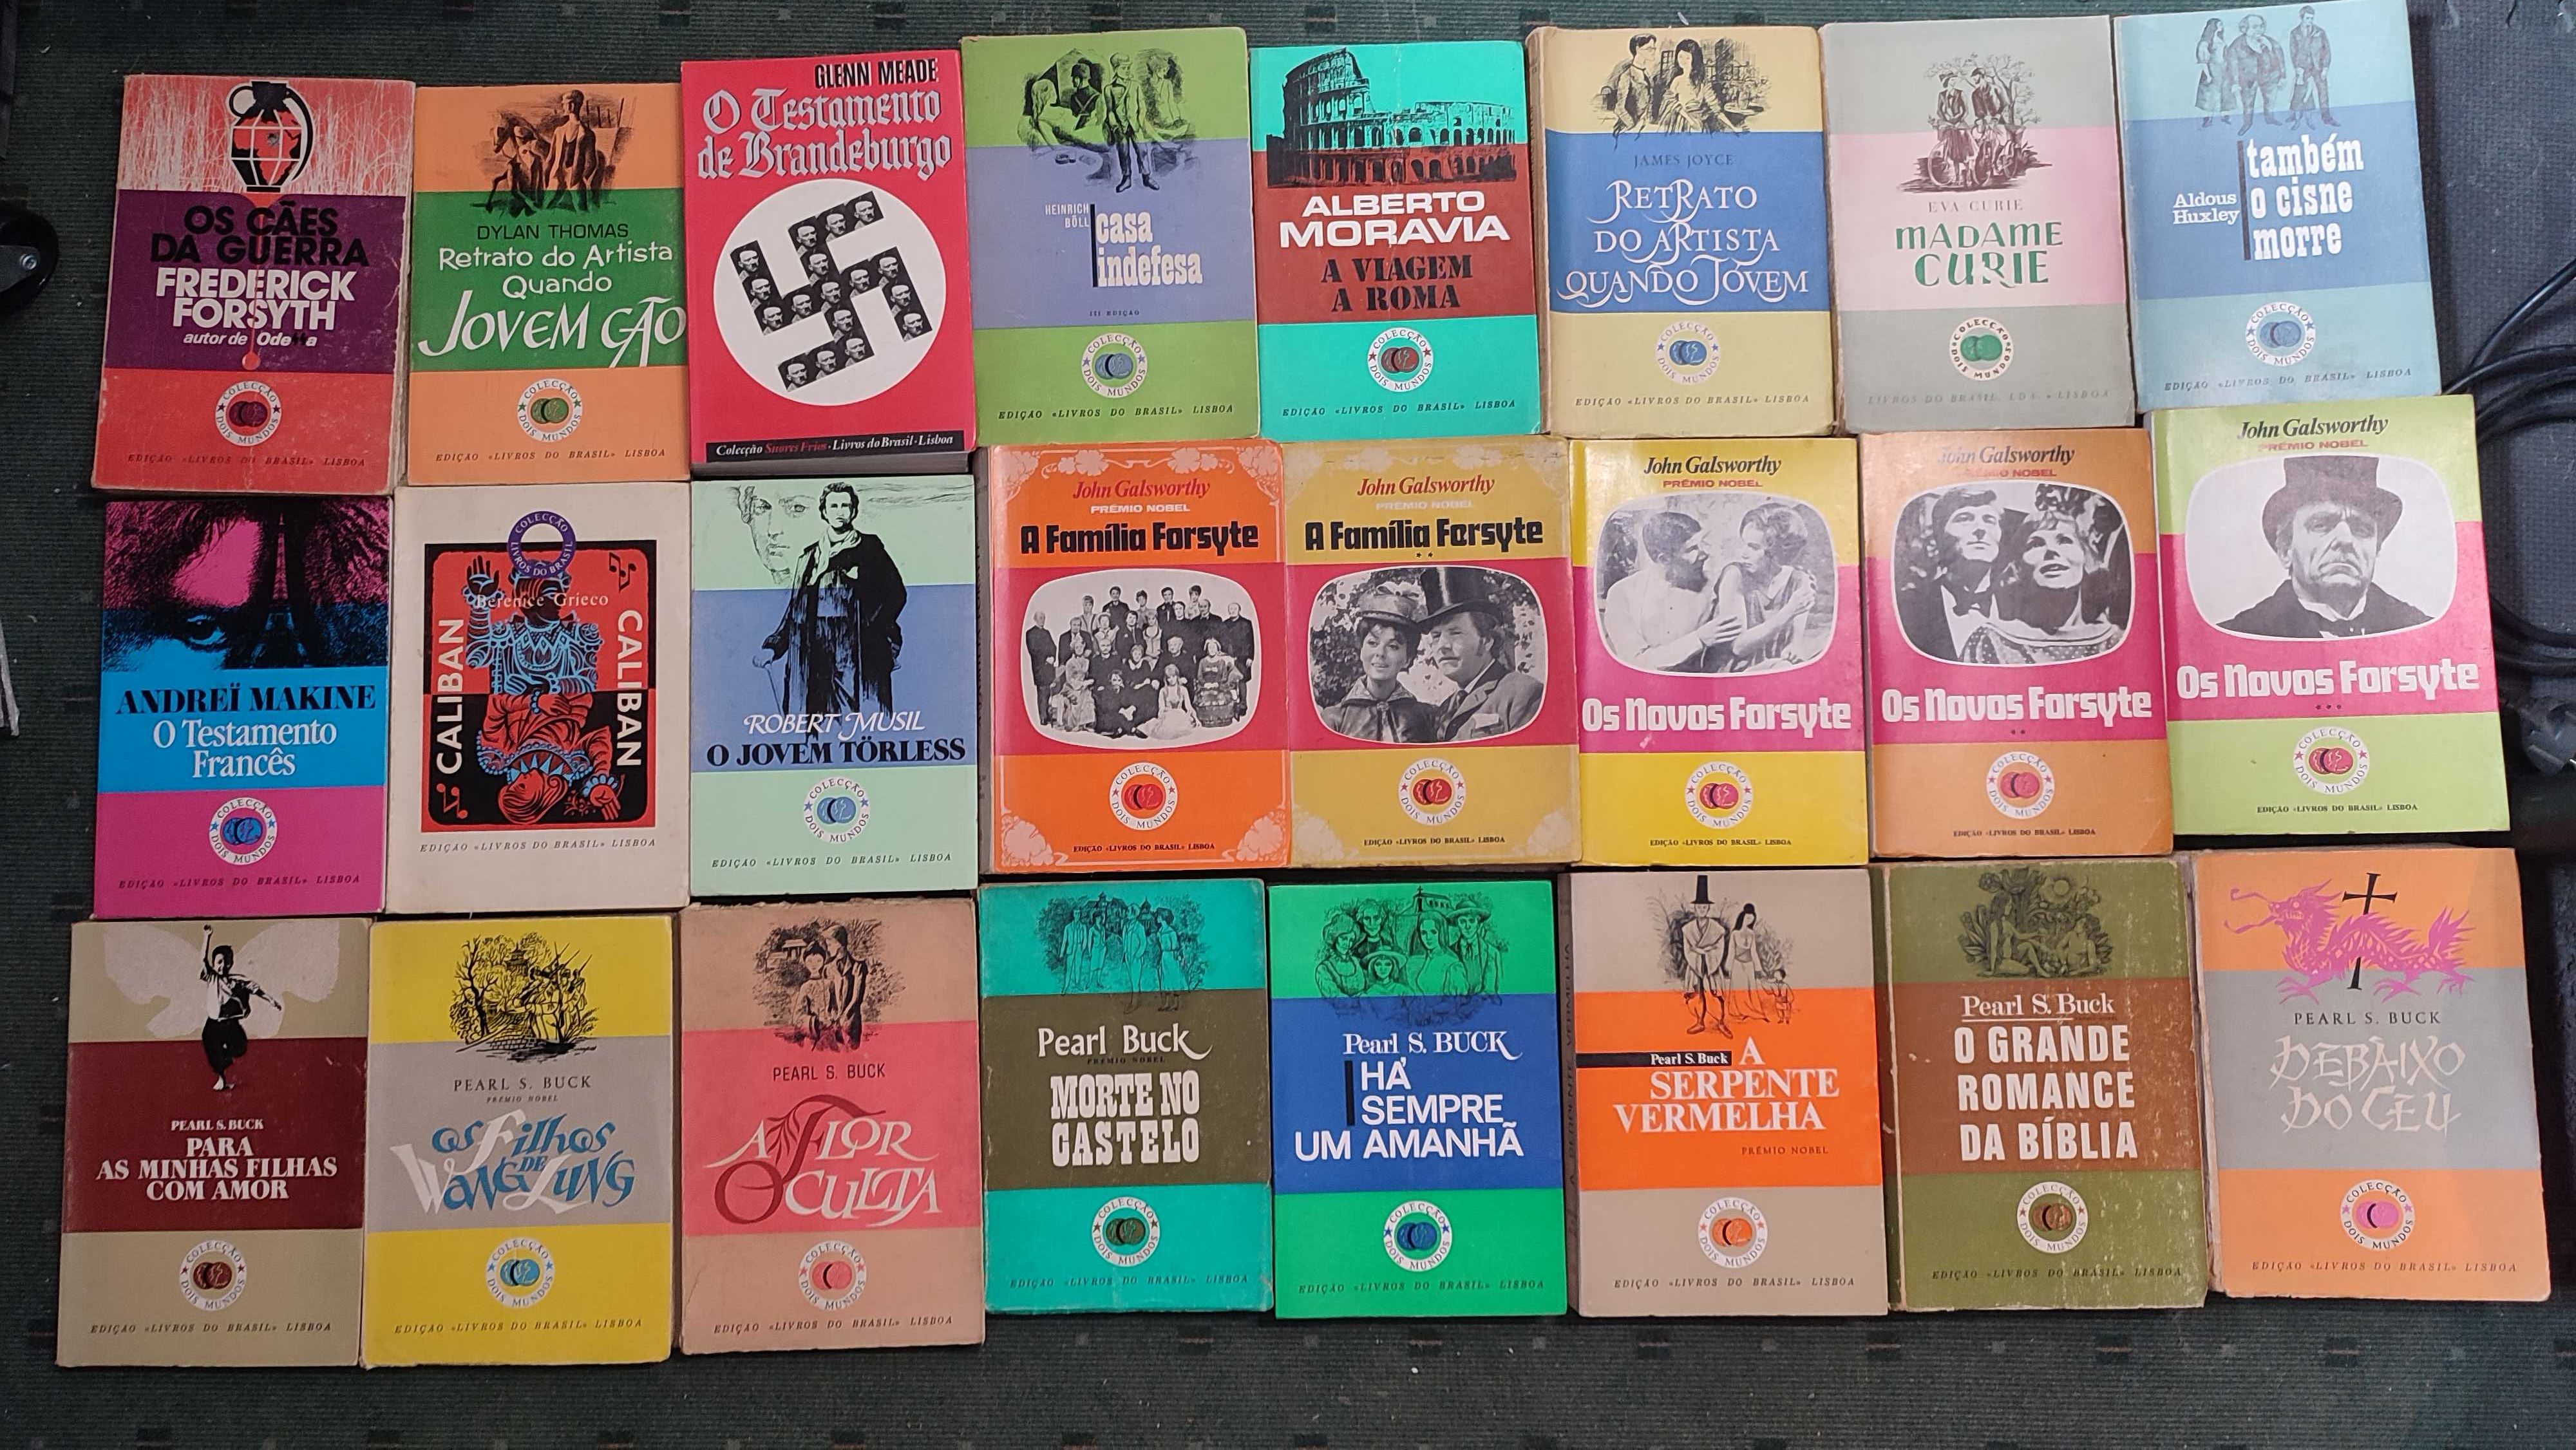 OS CÃES
DA GUERRA
FREDERICK
FORSYTH
autor de Ode a
COLECÇÃO
DOIS MUNDOS
EDIÇÃO «LIVROS DO BRASIL» LISBOA
DYLAN THOMAS
Retrato do Artista
Quando
JOVEM CÃO
COLECÇÃO
DOIS MUNDOS
EDIÇÃO «LIVROS DO BRASIL» LISBOA
GLENN MEADE
O Testamento
de Brandeburgo
Colecção Suores Frios · Livros do Brasil · Lisboa
HEINRICH
BÖLL
casa
indefesa
III EDIÇÃO
COLECÇÃO
DOIS MUNDOS
EDIÇÃO «LIVROS DO BRASIL» LISBOA
ALBERTO
MORAVIA
A VIAGEM
A ROMA
COLECÇÃO
DOIS MUNDOS
EDIÇÃO «LIVROS DO BRASIL» LISBOA
JAMES JOYCE
RETRATO
DO ARTISTA
QUANDO JÓVEM
COLECÇÃO
DOIS MUNDOS
EDIÇÃO «LIVROS DO BRASIL» LISBOA
EVA CURIE
MADAME
CURIE
COLECÇÃO
DOIS MUNDOS
LIVROS DO BRASIL, LDA. • LISBOA
Aldous
Huxley
também
o cisne
morre
COLECÇÃO
DOIS MUNDOS
EDIÇÃO «LIVROS DO BRASIL» LISBOA
ANDREÏ MAKINE
O Testamento
Francês
COLECÇÃO
DOIS MUNDOS
EDIÇÃO «LIVROS DO BRASIL» LISBOA
COLECÇÃO
LIVROS DO BRASIL
Berenice Grieco
CALIBAN
CALIBAN
EDIÇÃO «LIVROS DO BRASIL» LISBOA
ROBERT MUSIL
O JOVEM TÖRLESS
COLECÇÃO
DOIS MUNDOS
EDIÇÃO «LIVROS DO BRASIL» LISBOA
John Galsworthy
PRÉMIO NOBEL
A Família Forsyte
*
COLECÇÃO
DOIS MUNDOS
EDIÇÃO «LIVROS DO BRASIL» LISBOA
John Galsworthy
PRÉMIO NOBEL
A Família Forsyte
* *
COLECÇÃO
DOIS MUNDOS
EDIÇÃO «LIVROS DO BRASIL» LISBOA
John Galsworthy
PRÉMIO NOBEL
Os Novos Forsyte
COLECÇÃO
DOIS MUNDOS
EDIÇÃO «LIVROS DO BRASIL» LISBOA
John Galsworthy
PRÉMIO NOBEL
Os Novos Forsyte
* *
COLECÇÃO
DOIS MUNDOS
EDIÇÃO «LIVROS DO BRASIL» LISBOA
John Galsworthy
PRÉMIO NOBEL
Os Novos Forsyte
* * *
COLECÇÃO
DOIS MUNDOS
EDIÇÃO «LIVROS DO BRASIL» LISBOA
PEARL S. BUCK
PARA
AS MINHAS FILHAS
COM AMOR
COLECÇÃO
DOIS MUNDOS
EDIÇÃO «LIVROS DO BRASIL» LISBOA
PEARL S. BUCK
PRÉMIO NOBEL
OS Filhos
DE
WANG LUNG
COLECÇÃO
DOIS MUNDOS
EDIÇÃO «LIVROS DO BRASIL» LISBOA
PEARL S. BUCK
A FLOR
OCULTA
COLECÇÃO
DOIS MUNDOS
EDIÇÃO «LIVROS DO BRASIL» LISBOA
Pearl Buck
PRÉMIO NOBEL
MORTE NO
CASTELO
COLECÇÃO
DOIS MUNDOS
EDIÇÃO «LIVROS DO BRASIL» LISBOA
Pearl S. BUCK
HÁ
SEMPRE
UM AMANHÃ
COLECÇÃO
DOIS MUNDOS
EDIÇÃO «LIVROS DO BRASIL» LISBOA
Pearl S. Buck
A
SERPENTE
VERMELHA
PRÉMIO NOBEL
COLECÇÃO
DOIS MUNDOS
EDIÇÃO «LIVROS DO BRASIL» LISBOA
Pearl S. Buck
O GRANDE
ROMANCE
DA BÍBLIA
COLECÇÃO
DOIS MUNDOS
EDIÇÃO «LIVROS DO BRASIL» LISBOA
PEARL S. BUCK
DEBAIXO
DO CÉU
COLECÇÃO
DOIS MUNDOS
EDIÇÃO «LIVROS DO BRASIL» LISBOA